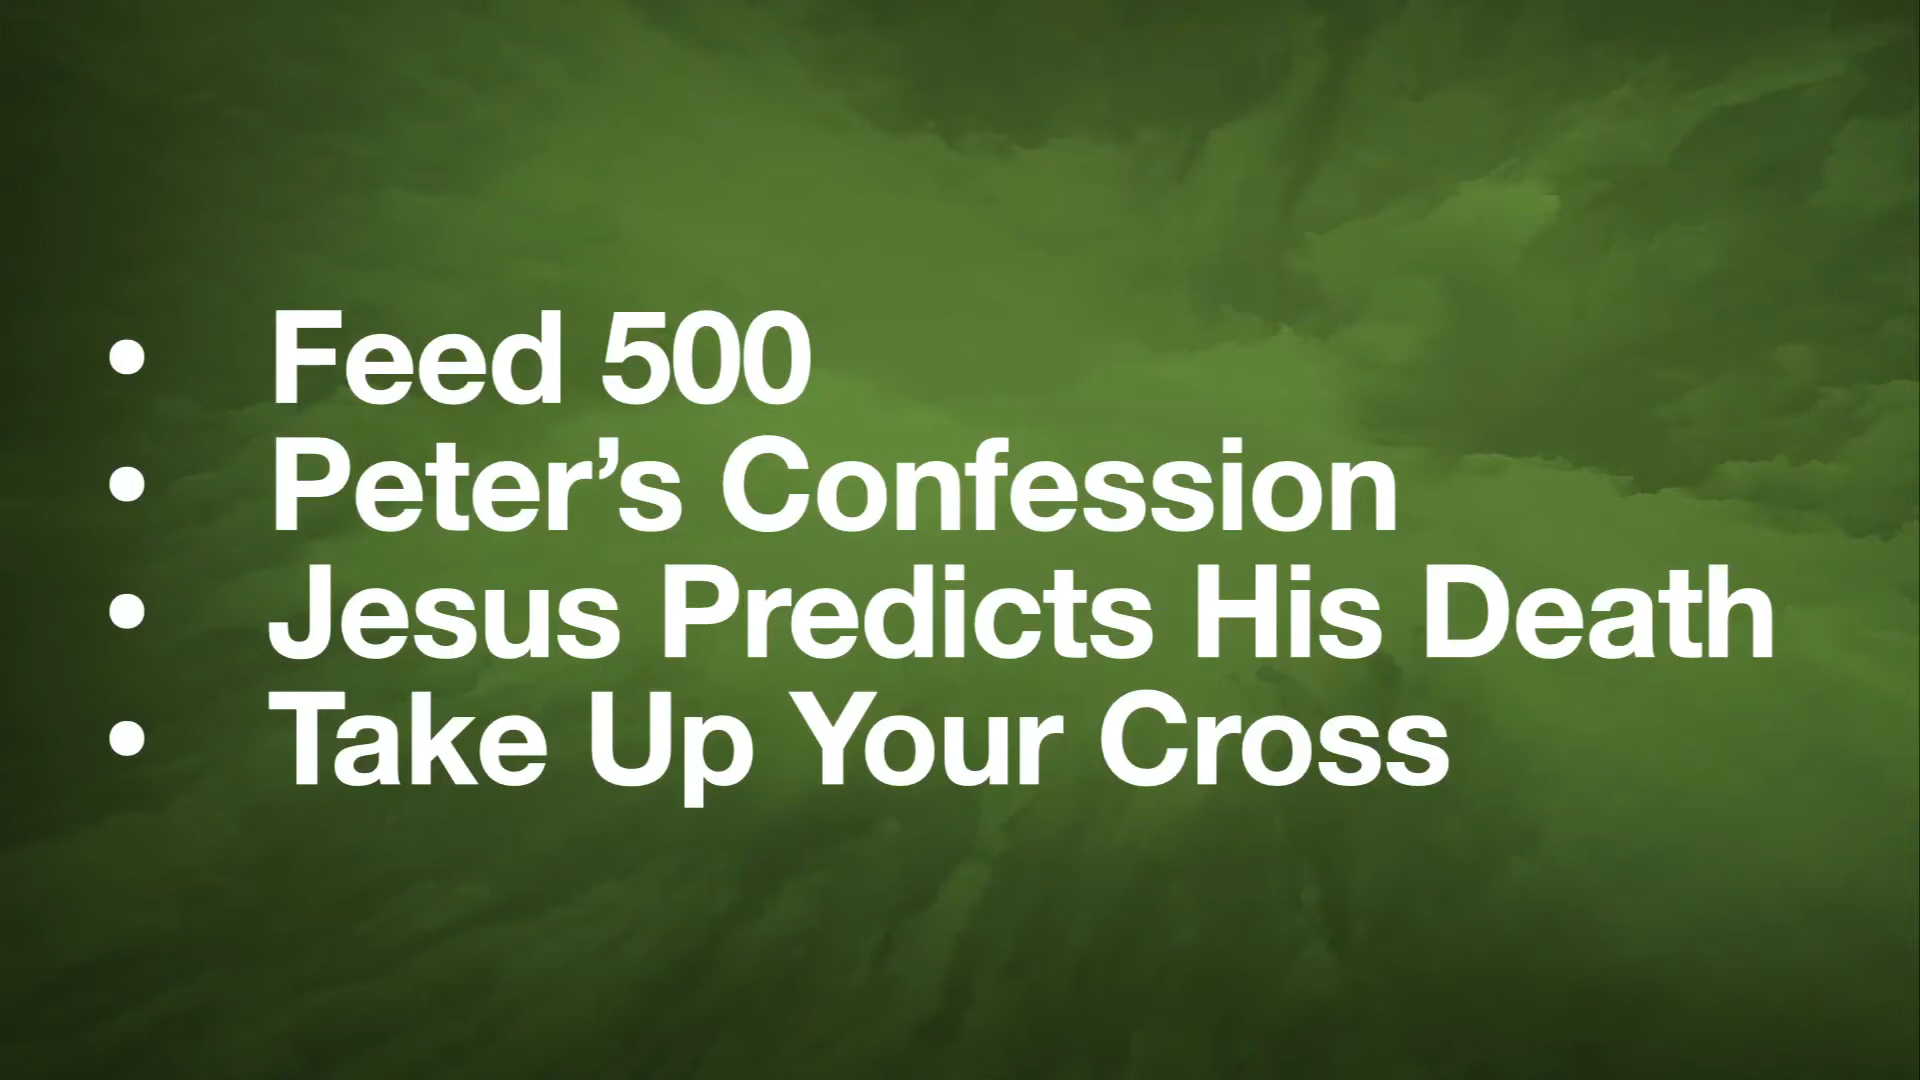 • Feed 500
• Peter’s Confession
• Jesus Predicts His Death
• Take Up Your Cross